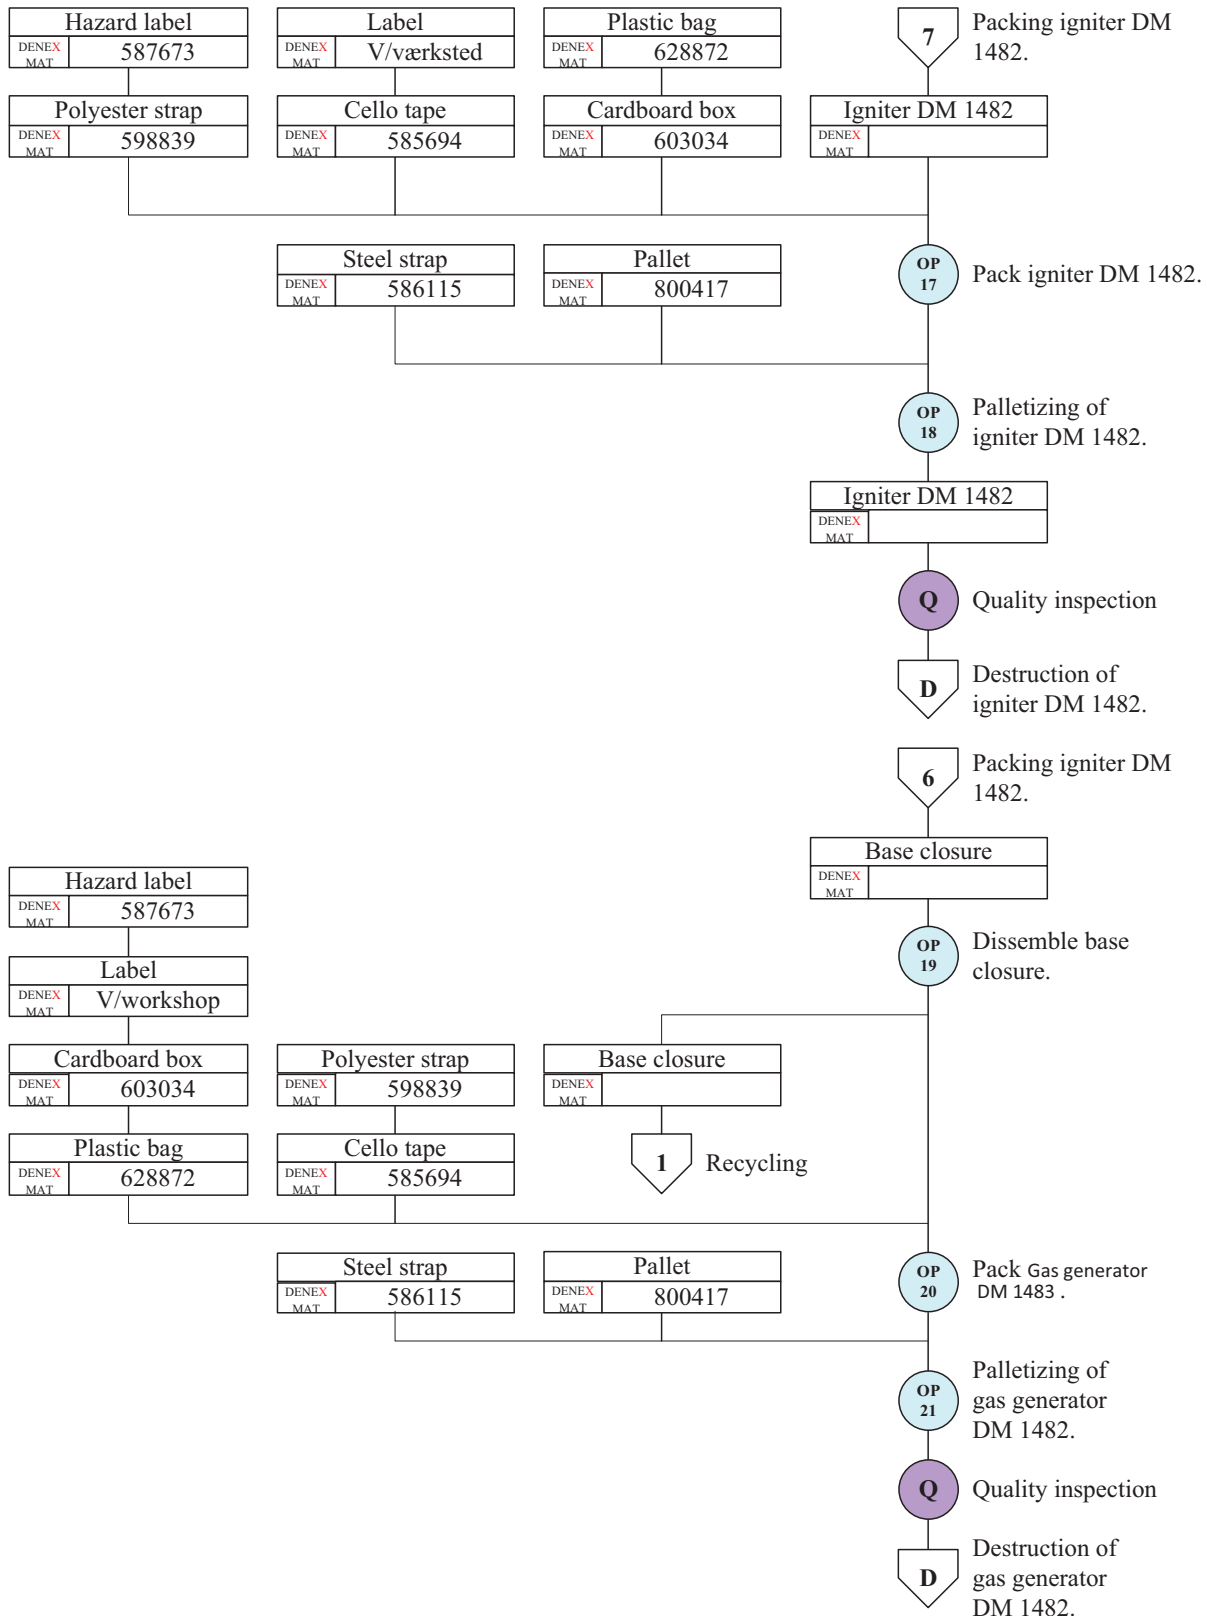 Hazard label
DENEX
MAT
587673
Label
DENEX
MAT
V/værksted
Plastic bag
DENEX
MAT
628872
7
Packing igniter DM
1482.
Polyester strap
DENEX
MAT
598839
Cello tape
DENEX
MAT
585694
Cardboard box
DENEX
MAT
603034
Igniter DM 1482
DENEX
MAT
Steel strap
DENEX
MAT
586115
Pallet
DENEX
MAT
800417
OP
17
Pack igniter DM 1482.
OP
18
Palletizing of
igniter DM 1482.
Igniter DM 1482
DENEX
MAT
Q
Quality inspection
D
Destruction of
igniter DM 1482.
6
Packing igniter DM
1482.
Base closure
DENEX
MAT
Hazard label
DENEX
MAT
587673
OP
19
Dissemble base
closure.
Label
DENEX
MAT
V/workshop
Cardboard box
DENEX
MAT
603034
Polyester strap
DENEX
MAT
598839
Base closure
DENEX
MAT
Plastic bag
DENEX
MAT
628872
Cello tape
DENEX
MAT
585694
1
Recycling
Steel strap
DENEX
MAT
586115
Pallet
DENEX
MAT
800417
OP
20
Pack Gas generator
DM 1483 .
OP
21
Palletizing of
gas generator
DM 1482.
Q
Quality inspection
D
Destruction of
gas generator
DM 1482.